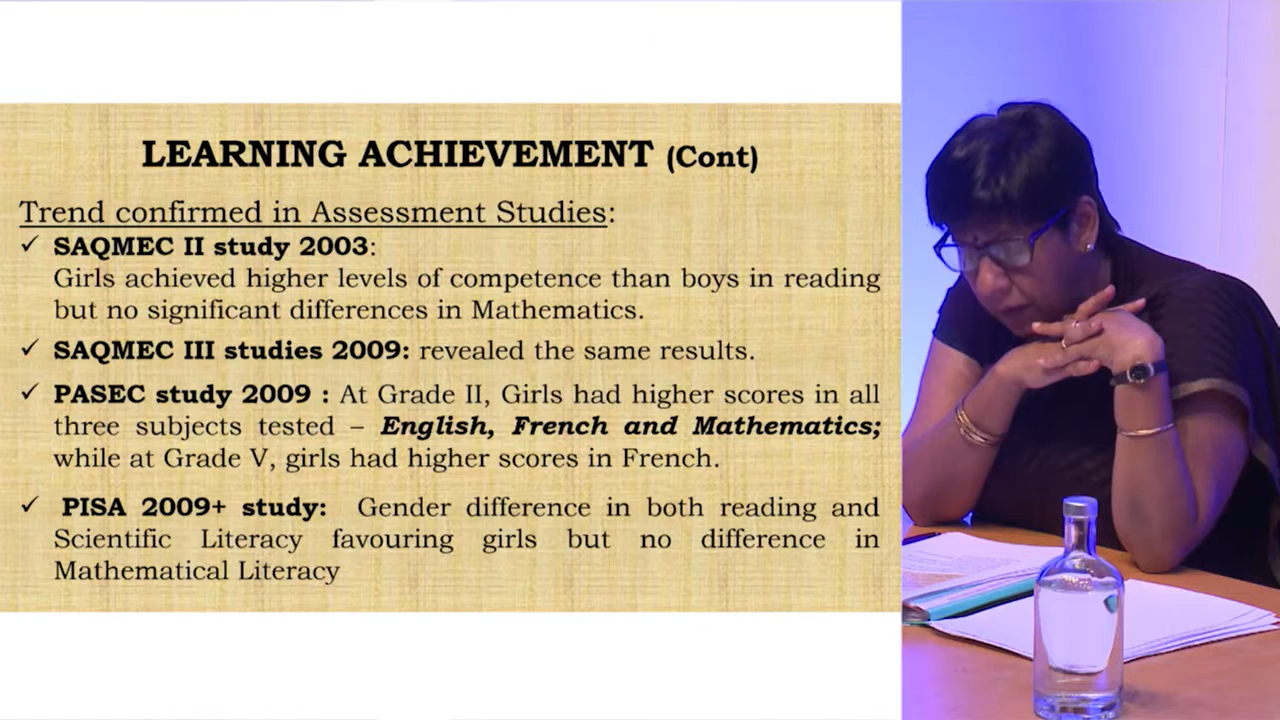 LEARNING ACHIEVEMENT (Cont)
Trend confirmed in Assessment Studies:
✓ SAQMEC II study 2003:
Girls achieved higher levels of competence than boys in reading
but no significant differences in Mathematics.
✓ SAQMEC III studies 2009: revealed the same results.
✓ PASEC study 2009 : At Grade II, Girls had higher scores in all
three subjects tested – English, French and Mathematics;
while at Grade V, girls had higher scores in French.
✓ PISA 2009+ study: Gender difference in both reading and
Scientific Literacy favouring girls but no difference in
Mathematical Literacy